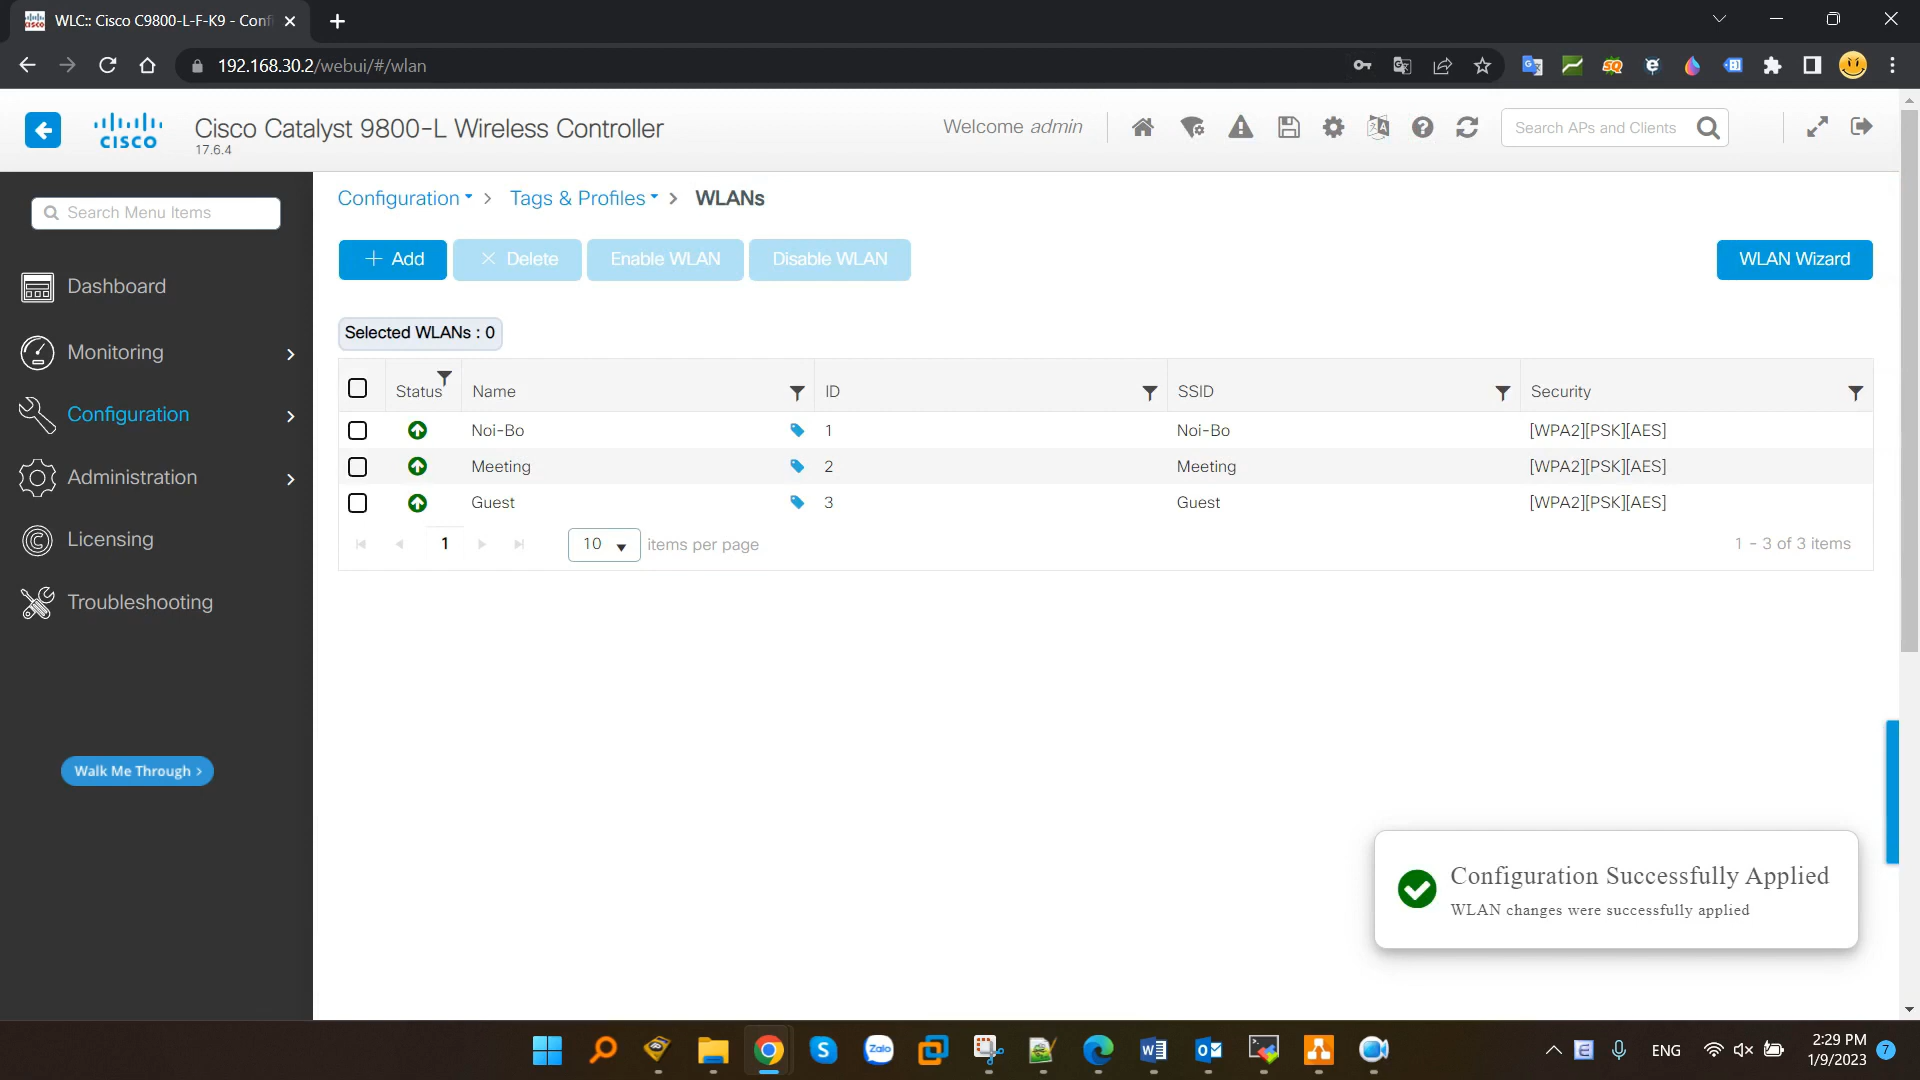 WLC:: Cisco C9800-L-F-K9 - Confi
192.168.30.2/webui/#/wlan
CISCO
Cisco Catalyst 9800-L Wireless Controller
17.6.4
Welcome admin
Search APs and Clients
Search Menu Items
Dashboard
Monitoring
Configuration
Administration
Licensing
Troubleshooting
Walk Me Through >
Configuration > Tags & Profiles > WLANs
+ Add
× Delete
Enable WLAN
Disable WLAN
WLAN Wizard
Selected WLANs : 0
Status Name ID SSID Security
Noi-Bo 1 Noi-Bo [WPA2][PSK][AES]
Meeting 2 Meeting [WPA2][PSK][AES]
Guest 3 Guest [WPA2][PSK][AES]
1 10 items per page 1 - 3 of 3 items
Configuration Successfully Applied
WLAN changes were successfully applied
Zalo
ENG
2:29 PM
1/9/2023
7